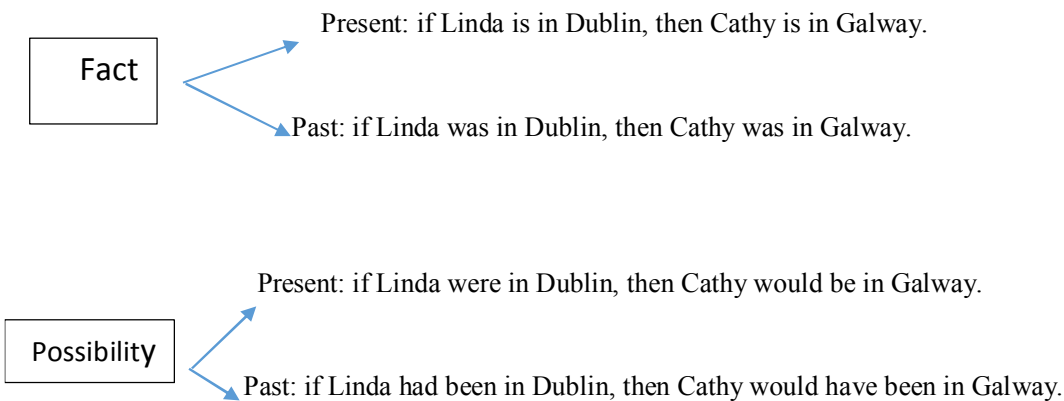 Present: if Linda is in Dublin, then Cathy is in Galway.
Fact
Past: if Linda was in Dublin, then Cathy was in Galway.
Present: if Linda were in Dublin, then Cathy would be in Galway.
Possibility
Past: if Linda had been in Dublin, then Cathy would have been in Galway.